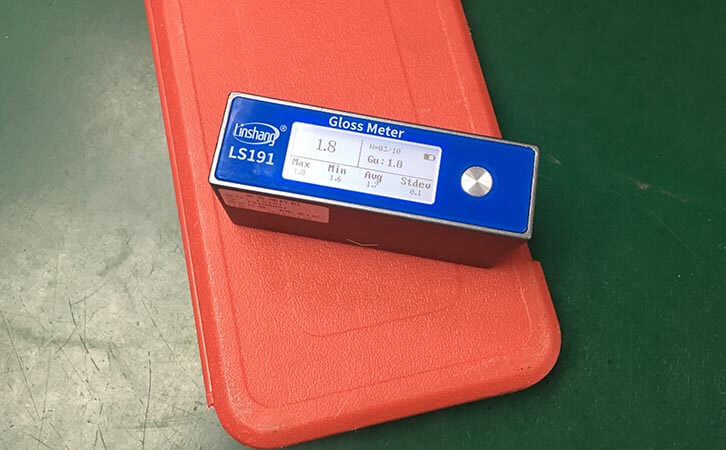 Gloss Meter
Linshang®
LS191
1.8
N=03/10
Gu: 1.8
Max Min Avg Stdev
1.8 1.6 1.7 0.1